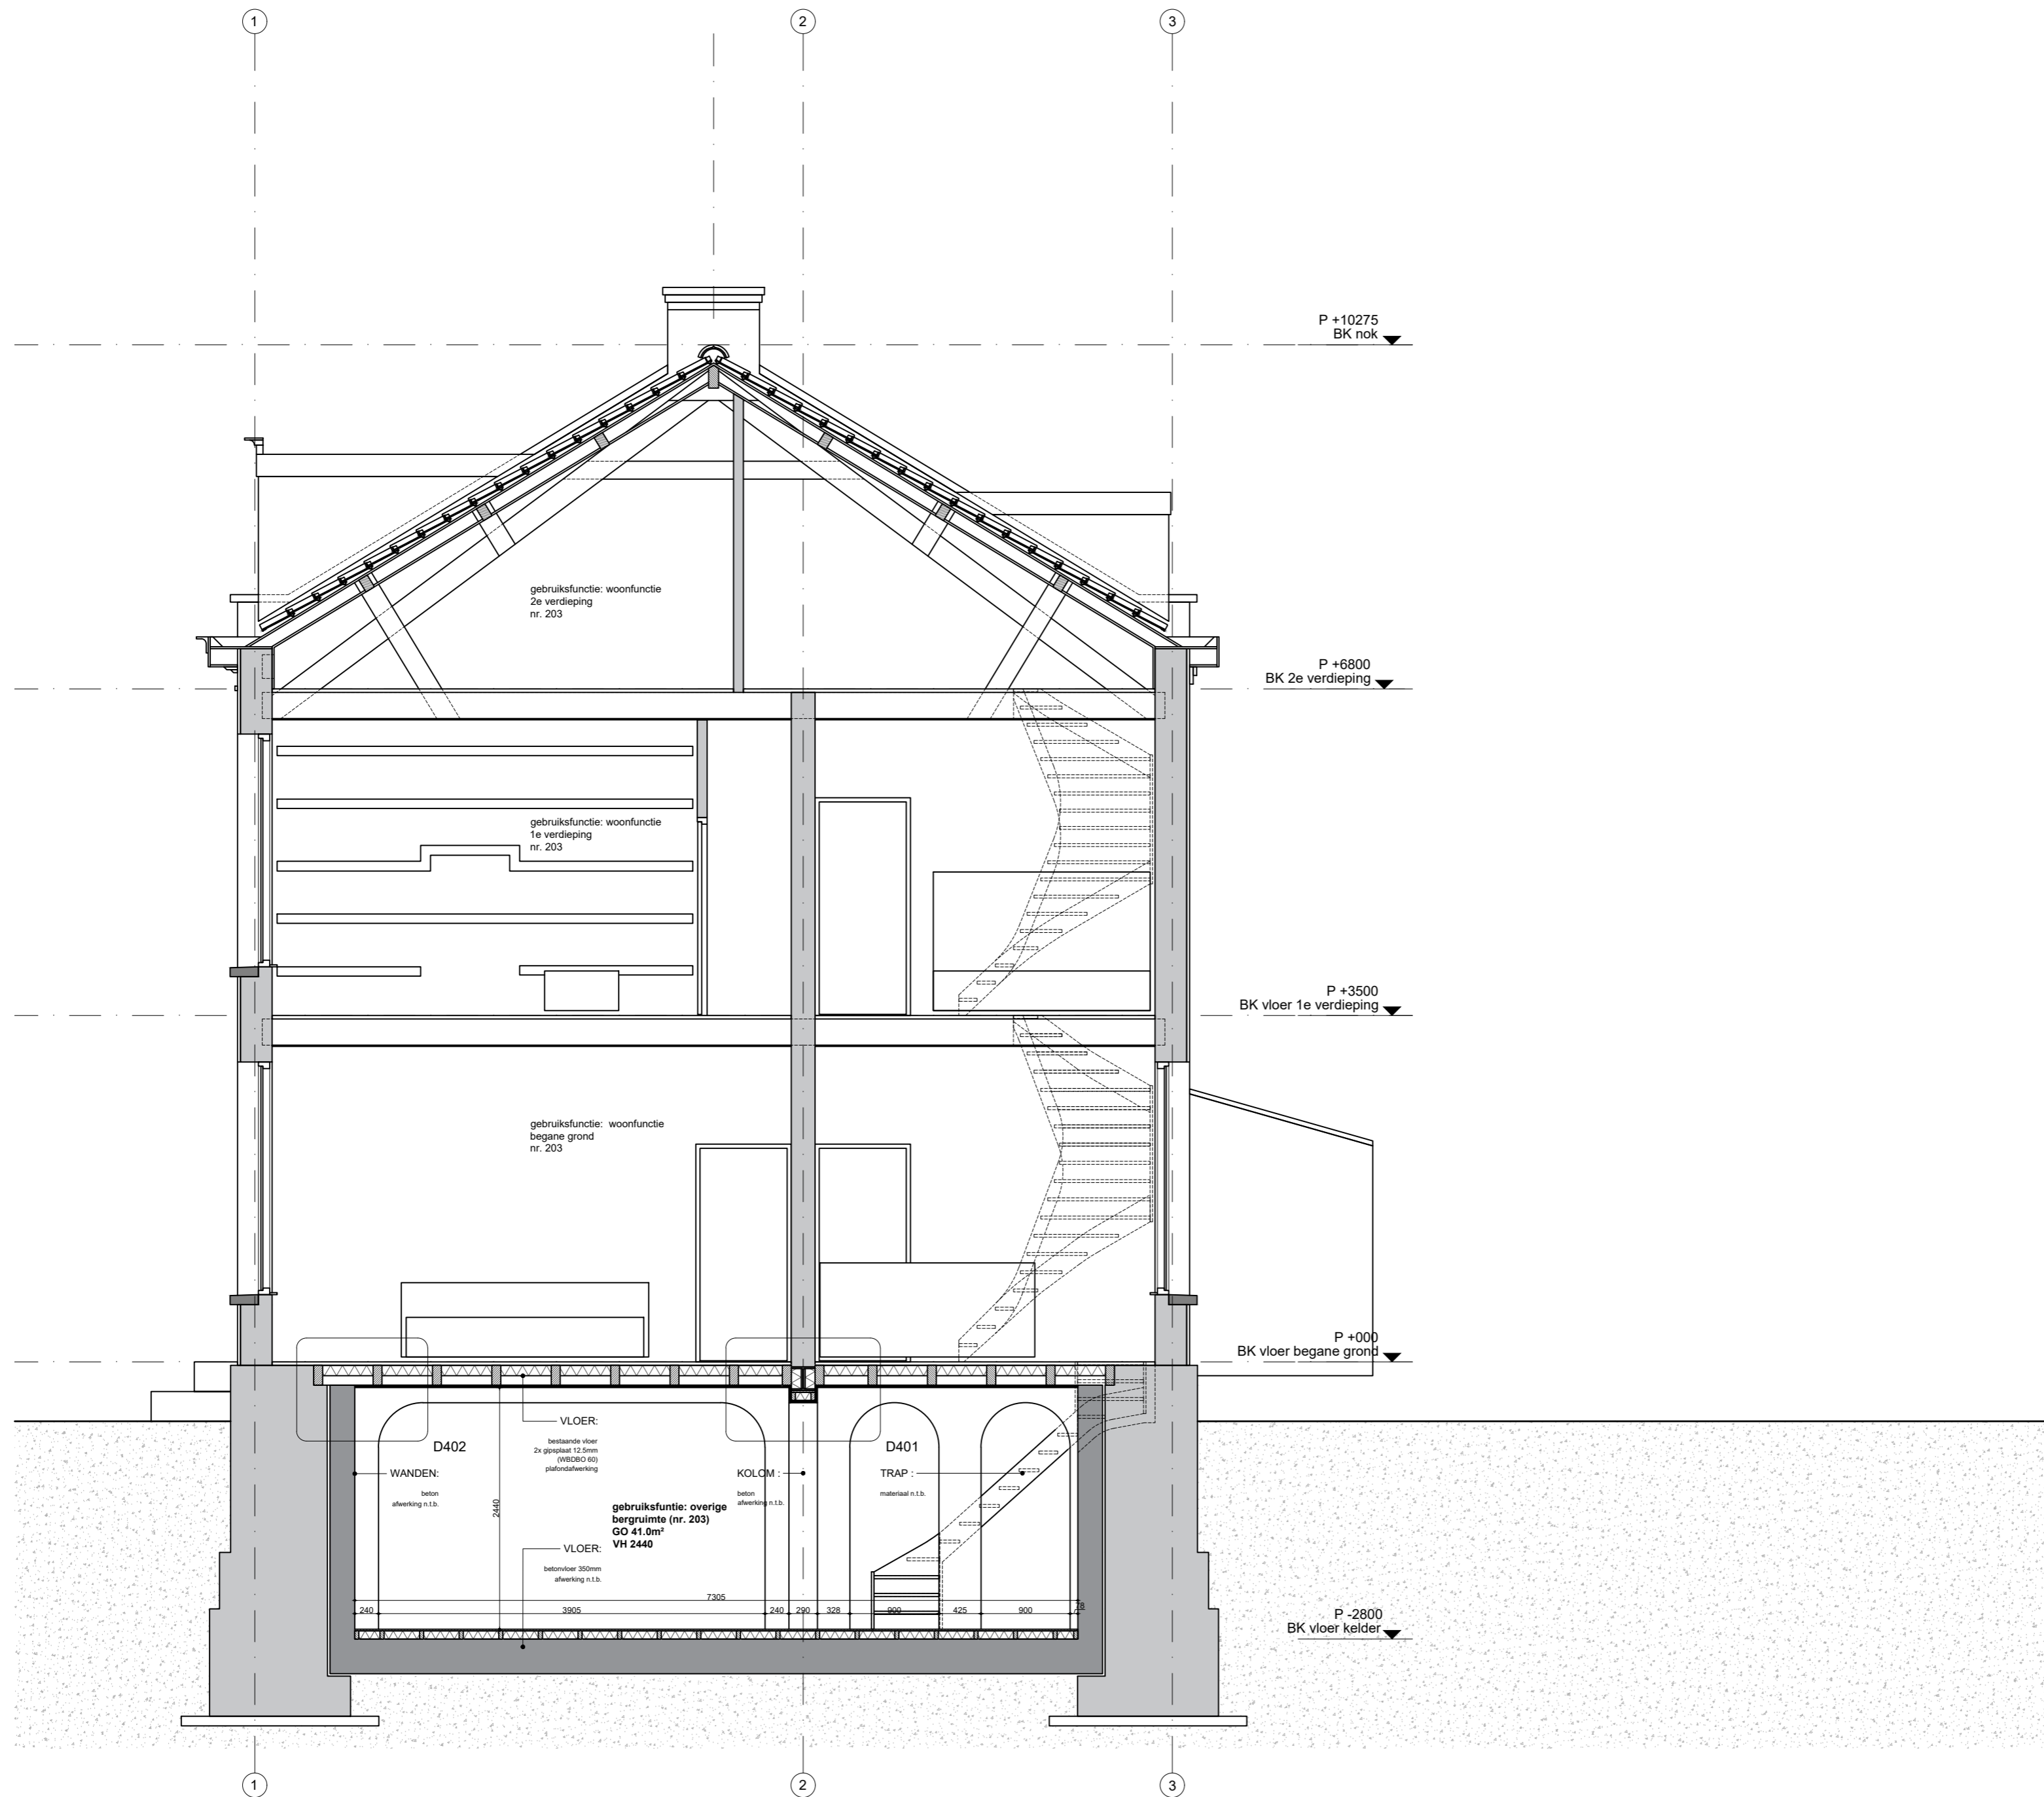 1
2
3
P +10275
BK nok
gebruiksfunctie: woonfunctie
2e verdieping
nr. 203
P +6800
BK 2e verdieping
gebruiksfunctie: woonfunctie
1e verdieping
nr. 203
P +3500
BK vloer 1e verdieping
gebruiksfunctie: woonfunctie
begane grond
nr. 203
P +000
BK vloer begane grond
VLOER:
bestaande vloer
2x gipsplaat 12.5mm
(WBDBO 60)
plafondafwerking
D402
D401
WANDEN:
beton
afwerking n.t.b.
KOLOM :
beton
afwerking n.t.b.
TRAP :
materiaal n.t.b.
2440
gebruiksfuntie: overige
bergruimte (nr. 203)
GO 41.0m²
VH 2440
VLOER:
betonvloer 350mm
afwerking n.t.b.
7305
240
3905
240
290
328
900
425
900
P -2800
BK vloer kelder
1
2
3